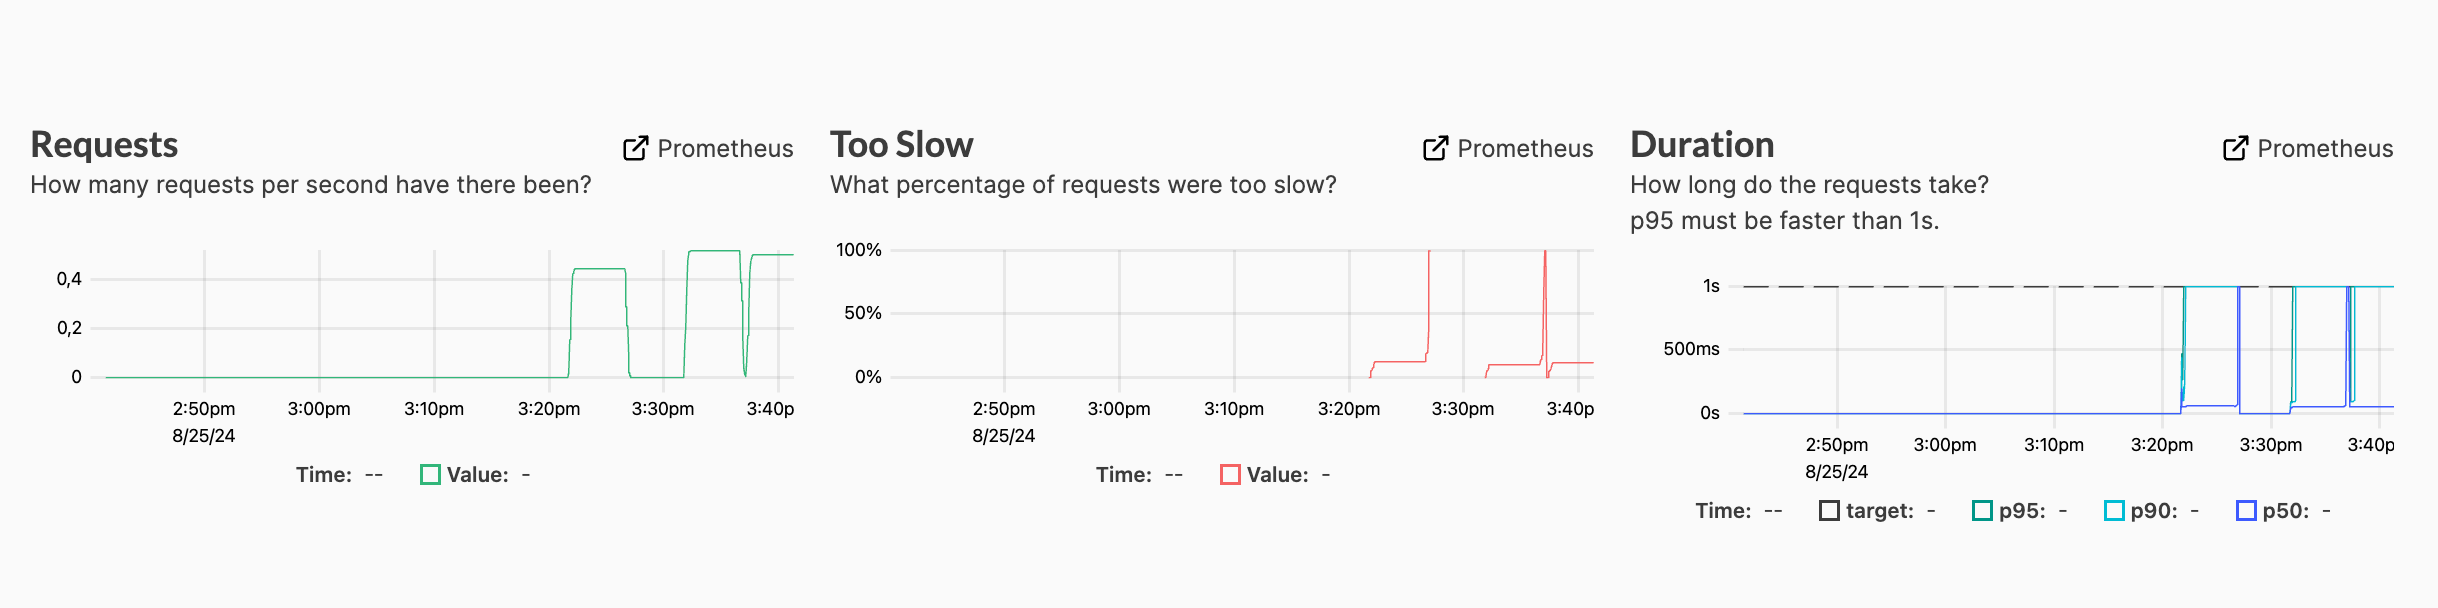 Requests
Prometheus
How many requests per second have there been?
0,4
0,2
0
2:50pm 3:00pm 3:10pm 3:20pm 3:30pm 3:40p
8/25/24
Time: -- Value: -
Too Slow
Prometheus
What percentage of requests were too slow?
100%
50%
0%
2:50pm 3:00pm 3:10pm 3:20pm 3:30pm 3:40p
8/25/24
Time: -- Value: -
Duration
Prometheus
How long do the requests take?
p95 must be faster than 1s.
1s
500ms
0s
2:50pm 3:00pm 3:10pm 3:20pm 3:30pm 3:40p
8/25/24
Time: -- target: - p95: - p90: - p50: -